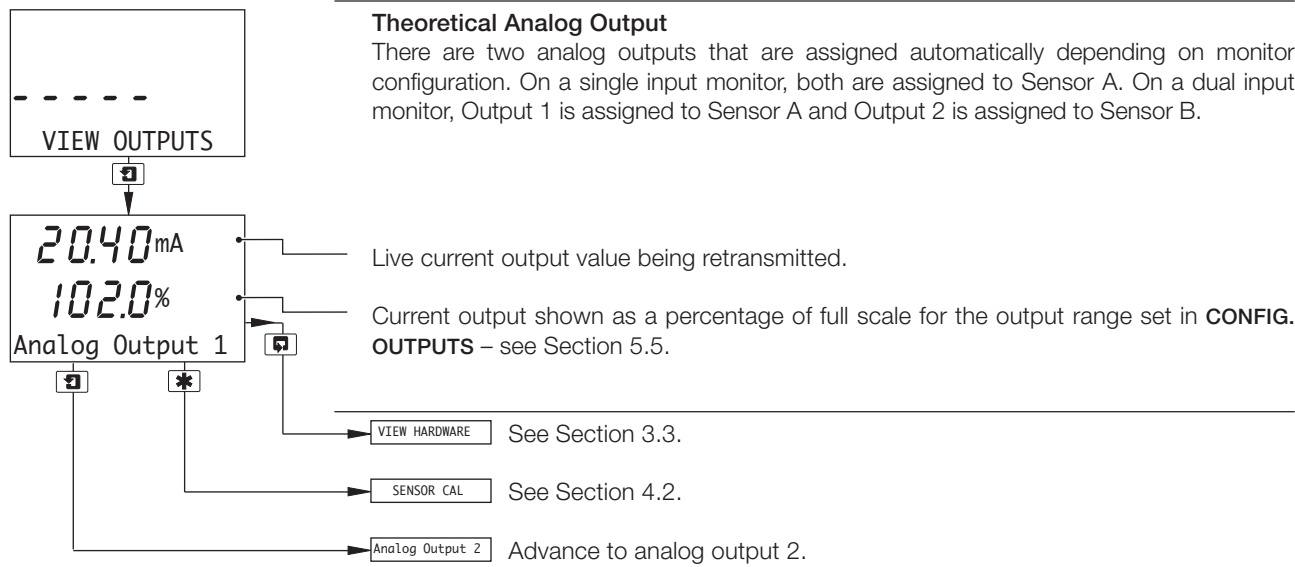 Theoretical Analog Output
There are two analog outputs that are assigned automatically depending on monitor
configuration. On a single input monitor, both are assigned to Sensor A. On a dual input
monitor, Output 1 is assigned to Sensor A and Output 2 is assigned to Sensor B.
- - - - -
VIEW OUTPUTS
20.40 mA
Live current output value being retransmitted.
102.0 %
Current output shown as a percentage of full scale for the output range set in CONFIG.
OUTPUTS – see Section 5.5.
Analog Output 1
VIEW HARDWARE See Section 3.3.
SENSOR CAL See Section 4.2.
Analog Output 2 Advance to analog output 2.